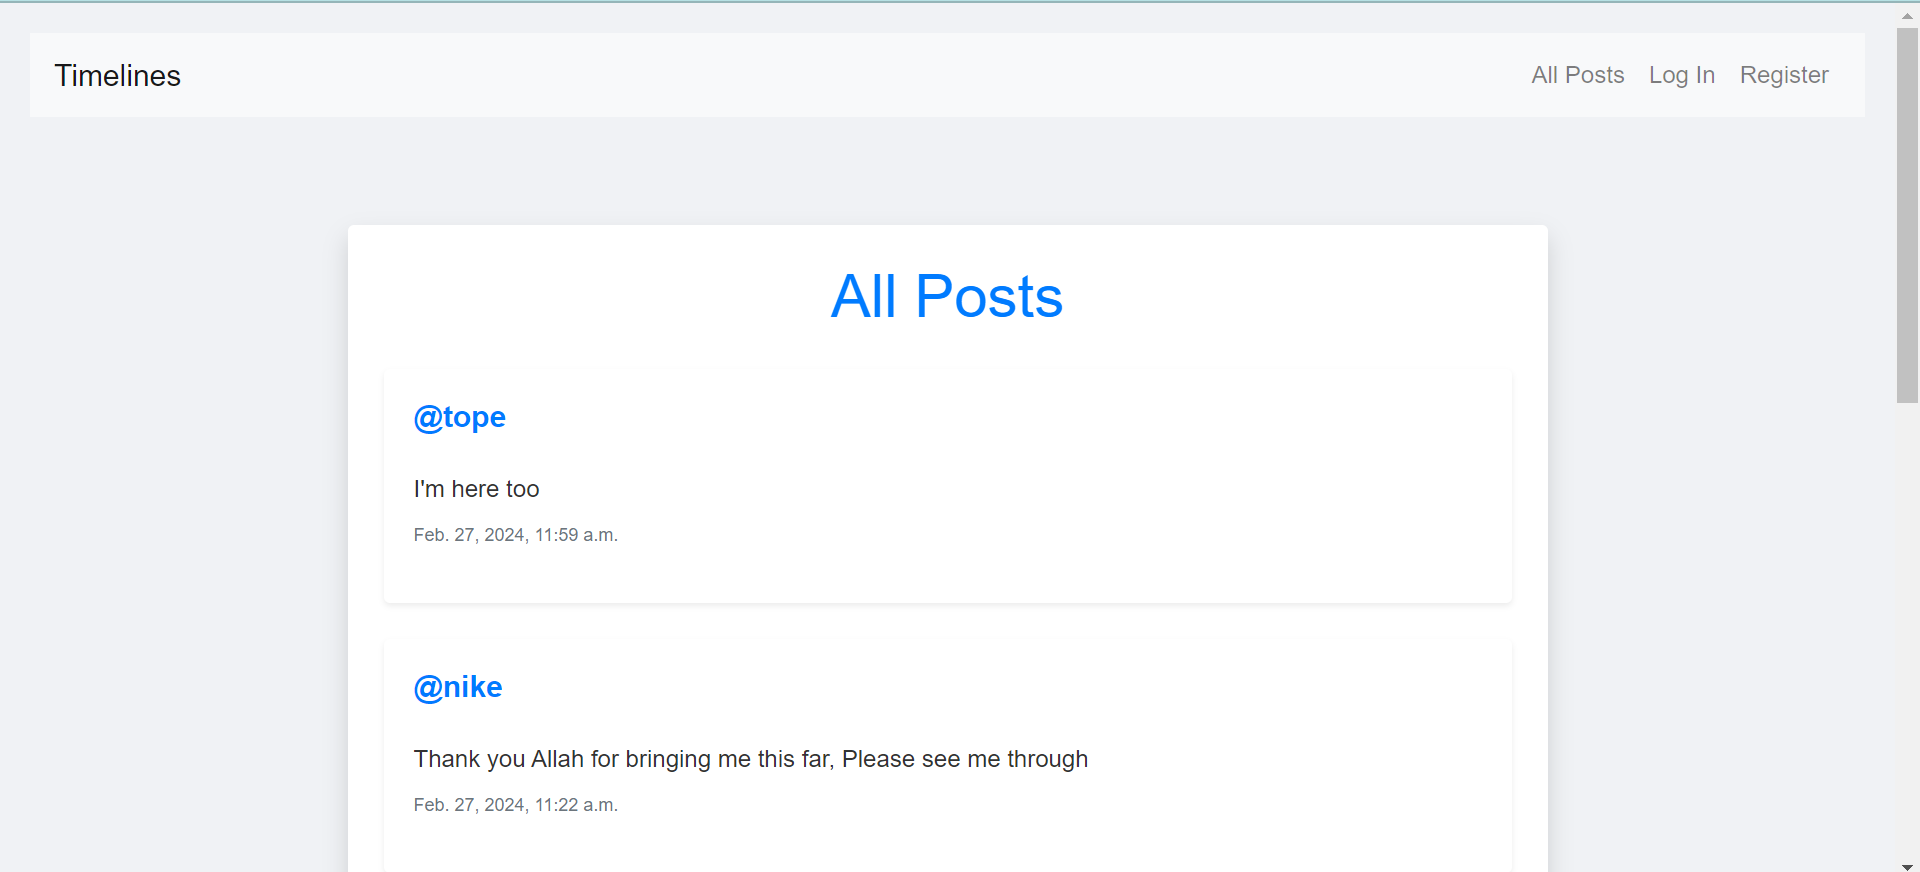 Timelines
All Posts Log In Register
All Posts
@tope
I'm here too
Feb. 27, 2024, 11:59 a.m.
@nike
Thank you Allah for bringing me this far, Please see me through
Feb. 27, 2024, 11:22 a.m.